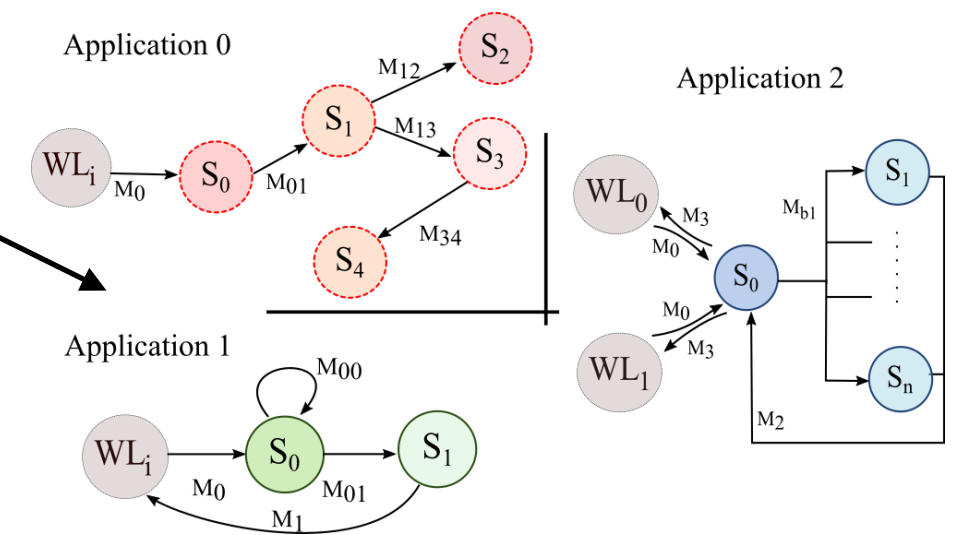 Application 0
WLi
M0
S0
M01
S1
M12
S2
M13
S3
M34
S4
Application 1
WLi
M0
S0
M00
M01
S1
M1
Application 2
WL0
M3
M0
S0
Mb1
S1
WL1
M0
M3
Sn
M2